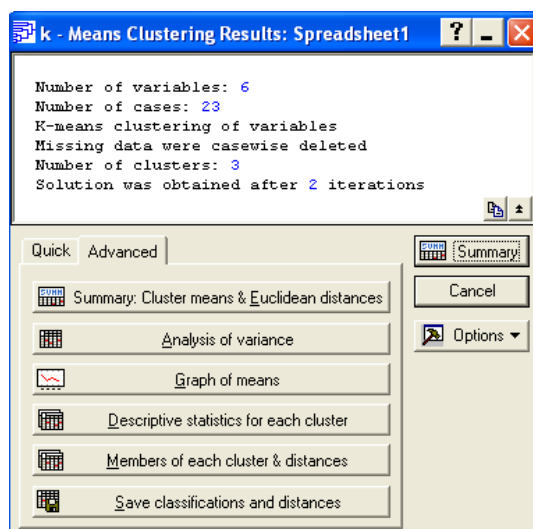 k - Means Clustering Results: Spreadsheet1
Number of variables: 6
Number of cases: 23
K-means clustering of variables
Missing data were casewise deleted
Number of clusters: 3
Solution was obtained after 2 iterations
Quick Advanced
Summary
Summary: Cluster means & Euclidean distances
Cancel
Analysis of variance
Options
Graph of means
Descriptive statistics for each cluster
Members of each cluster & distances
Save classifications and distances